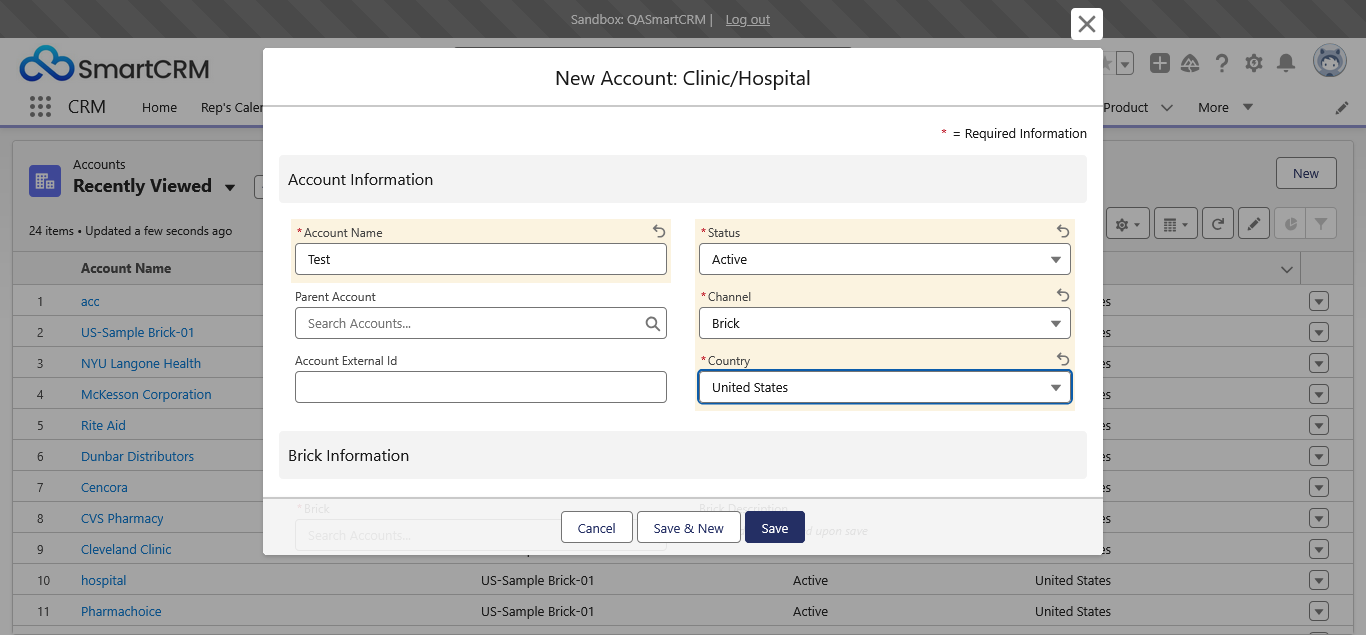 Sandbox: QASmartCRM | Log out
SmartCRM
New Account: Clinic/Hospital
CRM Home Rep's Product More
* = Required Information
Accounts
Recently Viewed
New
Account Information
24 items • Updated a few seconds ago
*Account Name *Status
Test Active
Account Name
Parent Account *Channel
1 acc
Search Accounts... Brick
2 US-Sample Brick-01
Account External Id *Country
3 NYU Langone Health
United States
4 McKesson Corporation
5 Rite Aid
Brick Information
6 Dunbar Distributors
7 Cencora
*Brick Brick Description
8 CVS Pharmacy
Search Accounts... upon save
Cancel Save & New Save
9 Cleveland Clinic
10 hospital US-Sample Brick-01 Active United States
11 Pharmachoice US-Sample Brick-01 Active United States